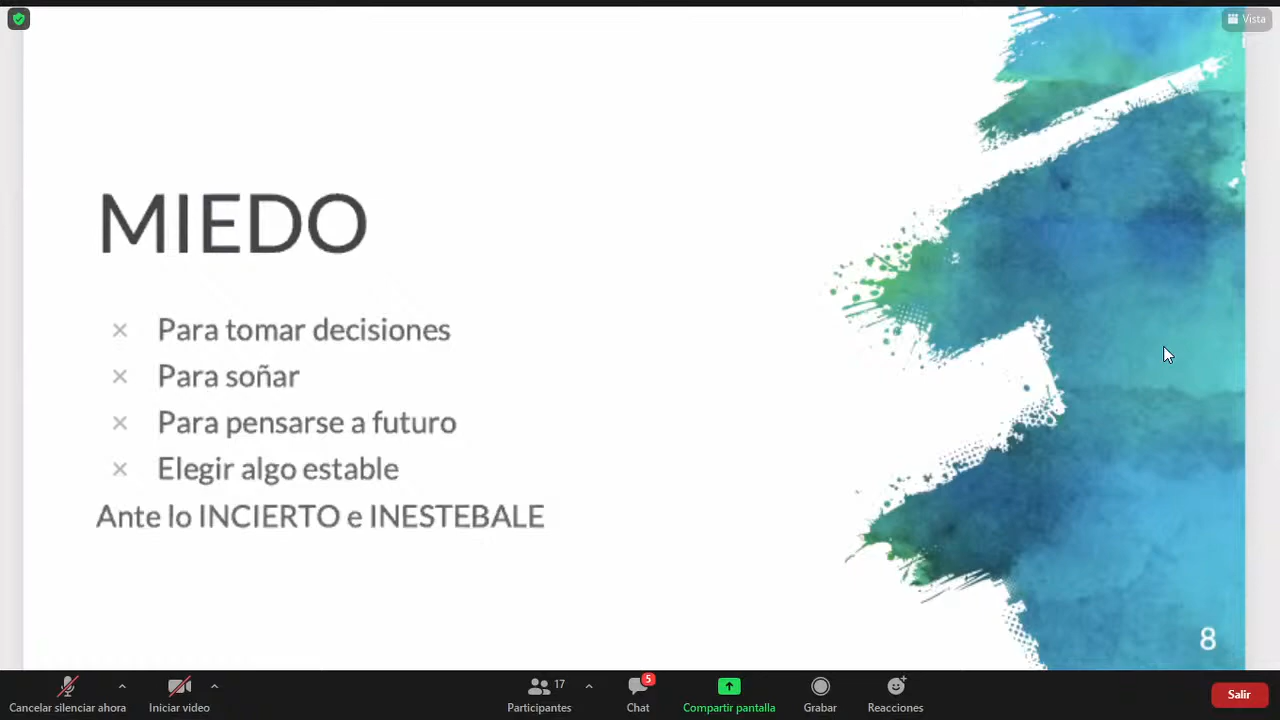 Vista
MIEDO
Para tomar decisiones
Para soñar
Para pensarse a futuro
Elegir algo estable
Ante lo INCIERTO e INESTEBALE
8
17
5
Cancelar silenciar ahora
Iniciar video
Participantes
Chat
Compartir pantalla
Grabar
Reacciones
Salir